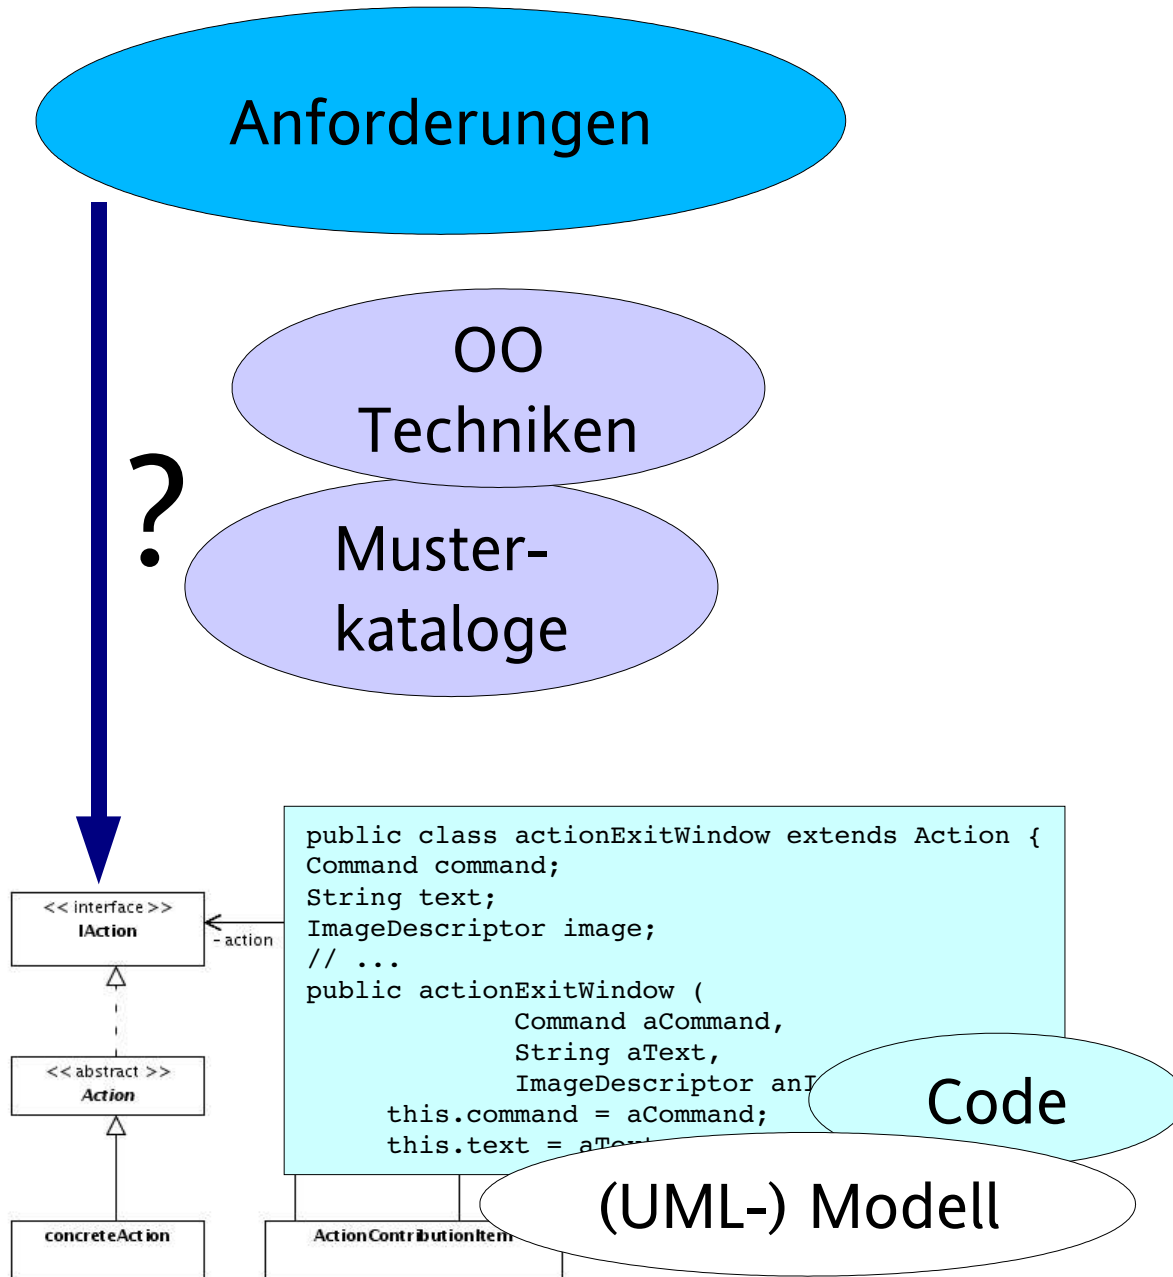 Anforderungen
OO
Techniken
?
Muster-
kataloge
public class actionExitWindow extends Action {
Command command;
String text;
ImageDescriptor image;
// ...
public actionExitWindow (
Command aCommand,
String aText,
ImageDescriptor anI
this.command = aCommand;
this.text = aText
<< interface >>
IAction
- action
<< abstract >>
Action
concreteAction
ActionContributionItem
Code
(UML-) Modell